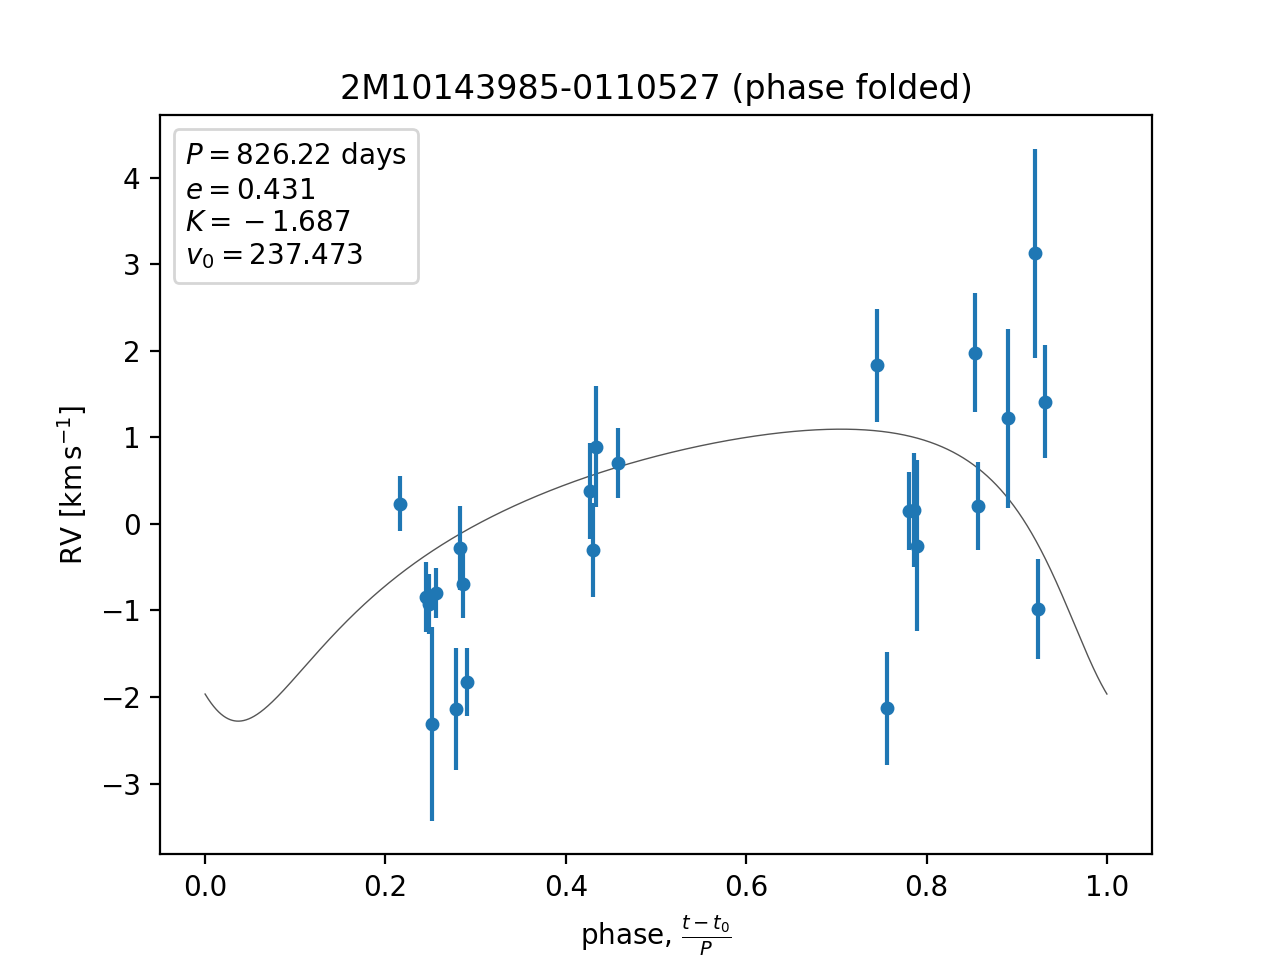 2M10143985-0110527 (phase folded)
P = 826.22 days
e = 0.431
K = −1.687
v₀ = 237.473
4
3
2
1
0
−1
−2
−3
RV [km s⁻¹]
0.0 0.2 0.4 0.6 0.8 1.0
phase, (t − t₀)/P